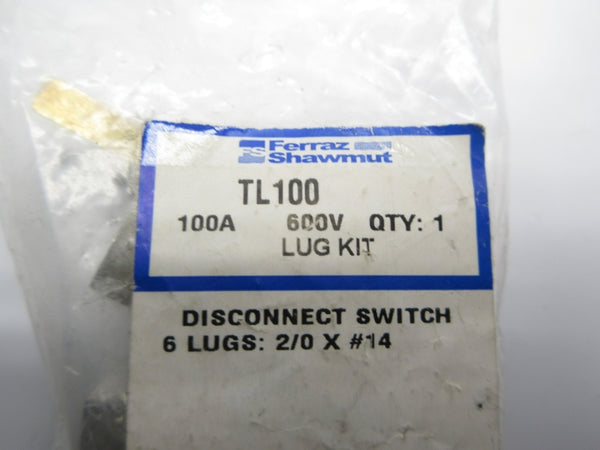 Ferraz
Shawmut
TL100
100A 600V QTY: 1
LUG KIT
DISCONNECT SWITCH
6 LUGS: 2/0 X #14